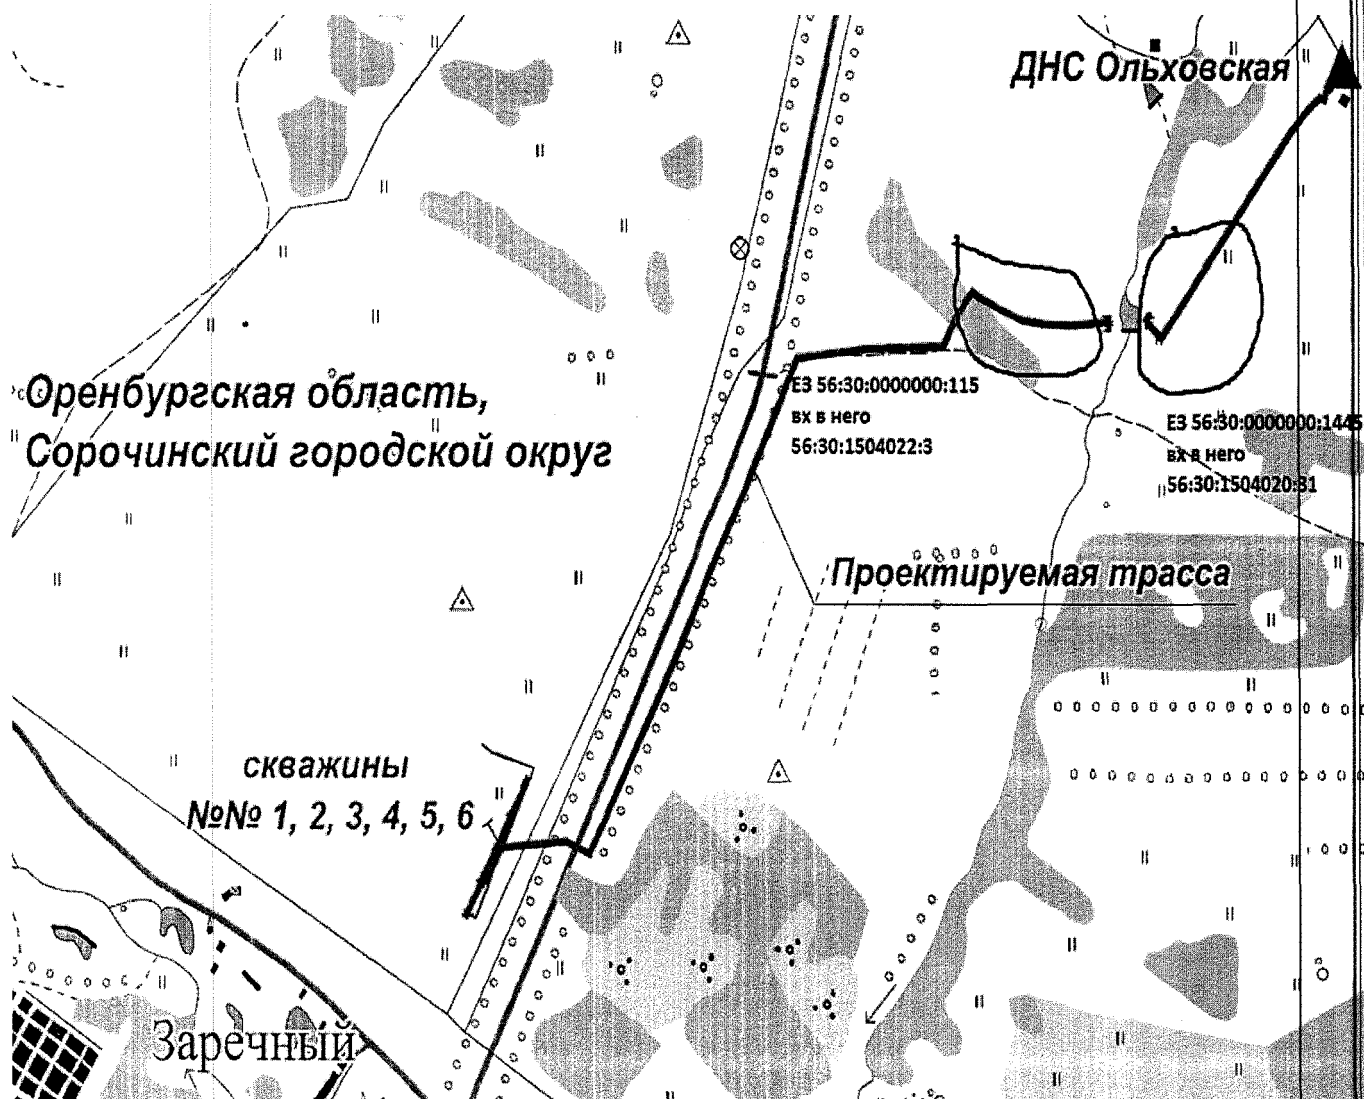 ДНС Ольховская
Оренбургская область,
Сорочинский городской округ
ЕЗ 56:30:0000000:115
вх в него
56:30:1504022:3
ЕЗ 56:30:0000000:1445
вх в него
56:30:1504020:31
Проектируемая трасса
скважины
№№ 1, 2, 3, 4, 5, 6
Заречный